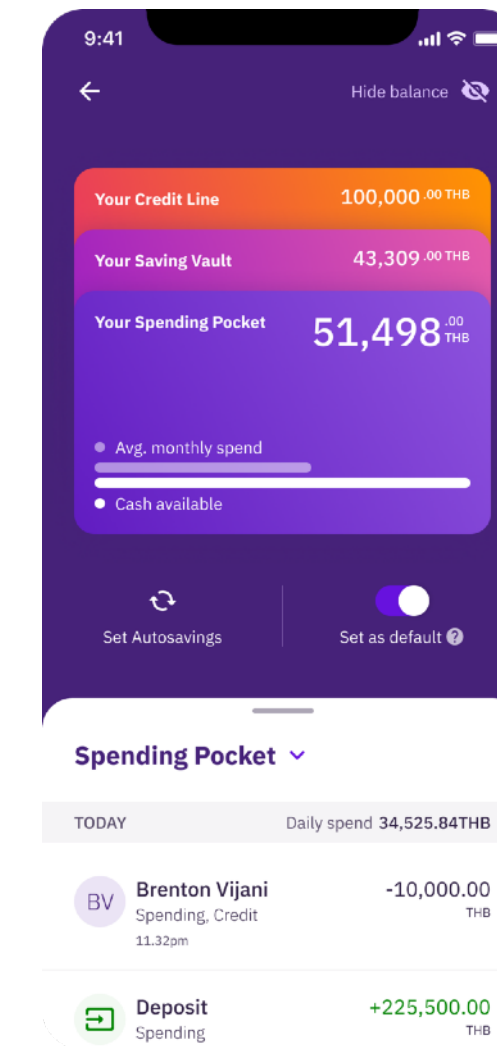 9:41
Hide balance
Your Credit Line 100,000 .00 THB
Your Saving Vault 43,309 .00 THB
Your Spending Pocket 51,498 .00 THB
Avg. monthly spend
Cash available
Set Autosavings Set as default ?
Spending Pocket
TODAY Daily spend 34,525.84THB
BV Brenton Vijani -10,000.00
Spending, Credit THB
11.32pm
Deposit +225,500.00
Spending THB